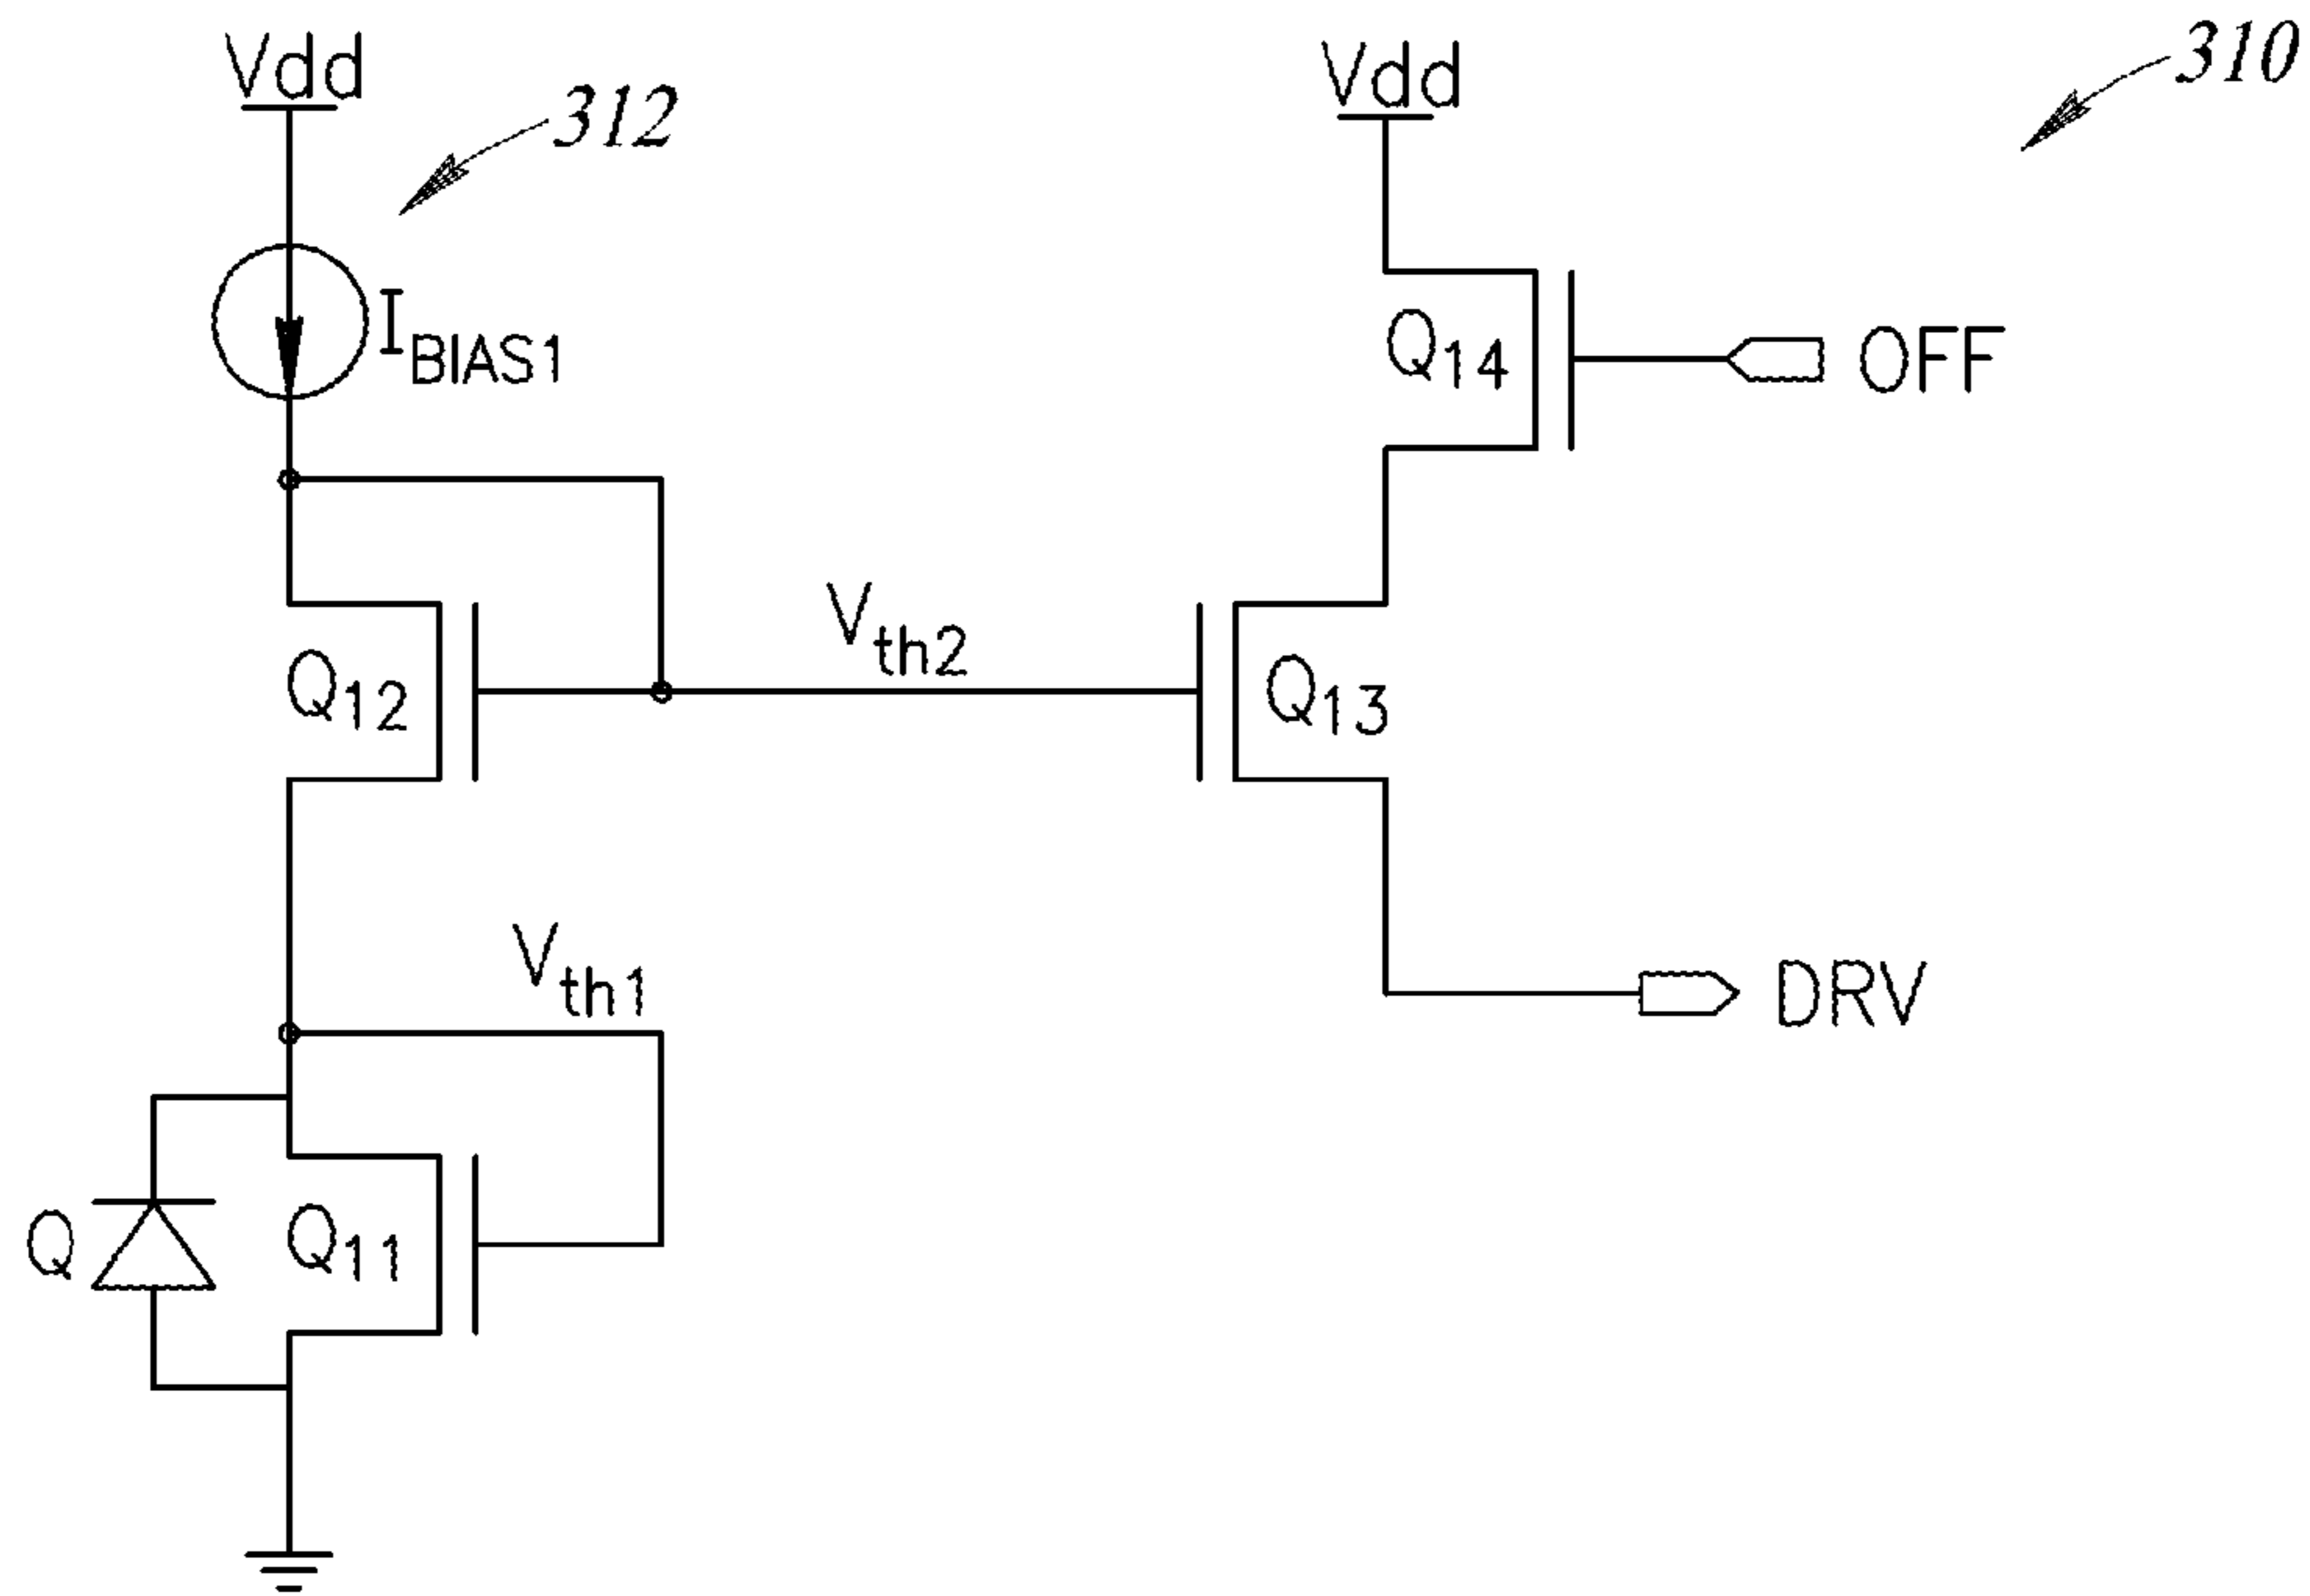 Vdd
312
Vdd
310
IBIAS1
Q14
OFF
Vth2
Q12
Q13
Vth1
DRV
Q
Q11